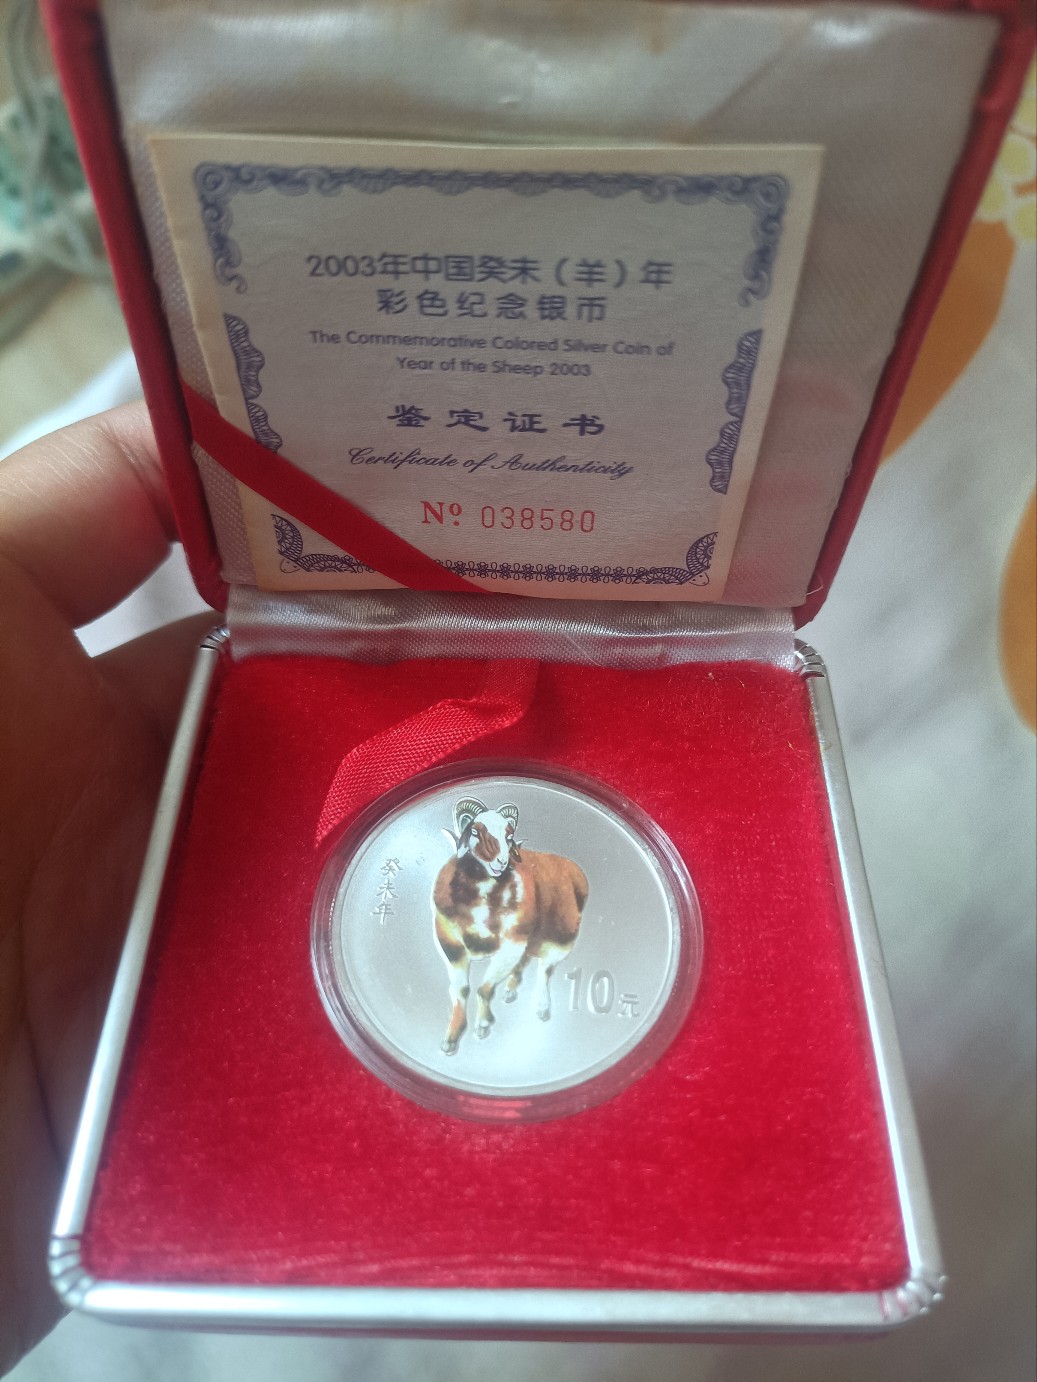 2003年中国癸未（羊）年
彩色纪念银币
The Commemorative Colored Silver Coin of
Year of the Sheep 2003
鉴定证书
Certificate of Authenticity
Nº 038580
癸未年
10元